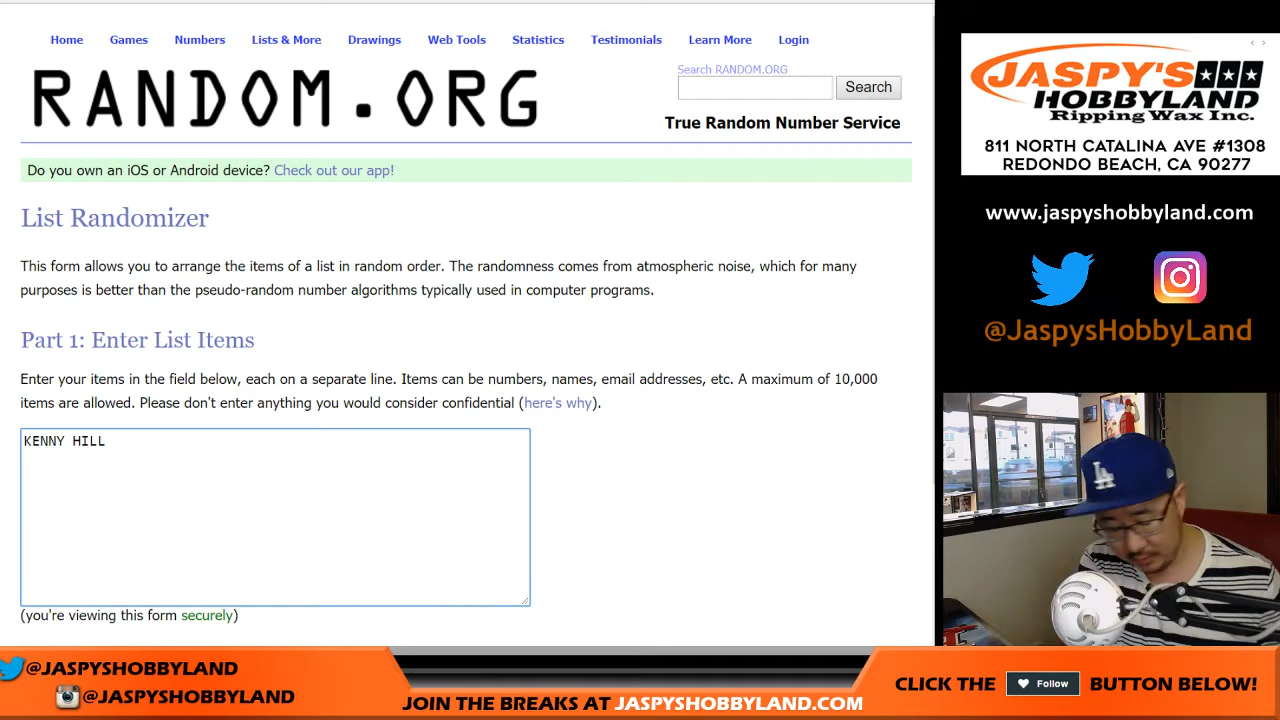 Home Games Numbers Lists & More Drawings Web Tools Statistics Testimonials Learn More Login
RANDOM.ORG
Search RANDOM.ORG
Search
True Random Number Service
Do you own an iOS or Android device? Check out our app!
List Randomizer
This form allows you to arrange the items of a list in random order. The randomness comes from atmospheric noise, which for many
purposes is better than the pseudo-random number algorithms typically used in computer programs.
Part 1: Enter List Items
Enter your items in the field below, each on a separate line. Items can be numbers, names, email addresses, etc. A maximum of 10,000
items are allowed. Please don't enter anything you would consider confidential (here's why).
KENNY HILL
(you're viewing this form securely)
JASPY'S
HOBBYLAND
Ripping Wax Inc.
811 NORTH CATALINA AVE #1308
REDONDO BEACH, CA 90277
www.jaspyshobbyland.com
@JaspysHobbyLand
LA
@JASPYSHOBBYLAND
@JASPYSHOBBYLAND
JOIN THE BREAKS AT JASPYSHOBBYLAND.COM
CLICK THE Follow BUTTON BELOW!